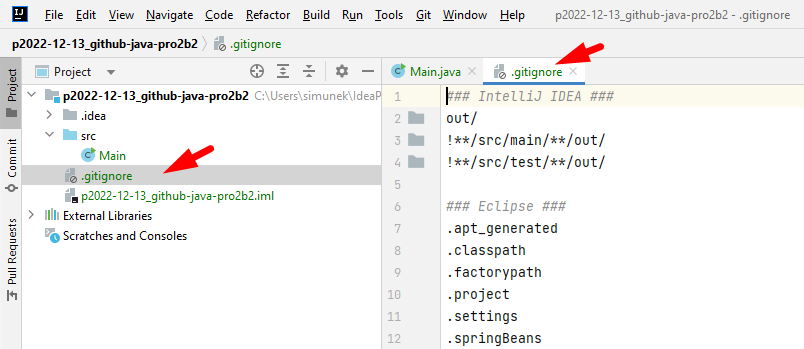 IJ File Edit View Navigate Code Refactor Build Run Tools Git Window Help p2022-12-13_github-java-pro2b2 - .gitignore
p2022-12-13_github-java-pro2b2 .gitignore
Project
Commit
Pull Requests
Project
p2022-12-13_github-java-pro2b2 C:\Users\simunek\IdeaP
.idea
src
Main
.gitignore
p2022-12-13_github-java-pro2b2.iml
External Libraries
Scratches and Consoles
Main.java .gitignore
1 ### IntelliJ IDEA ###
2 out/
3 !**/src/main/**/out/
4 !**/src/test/**/out/
5
6 ### Eclipse ###
7 .apt_generated
8 .classpath
9 .factorypath
10 .project
11 .settings
12 .springBeans